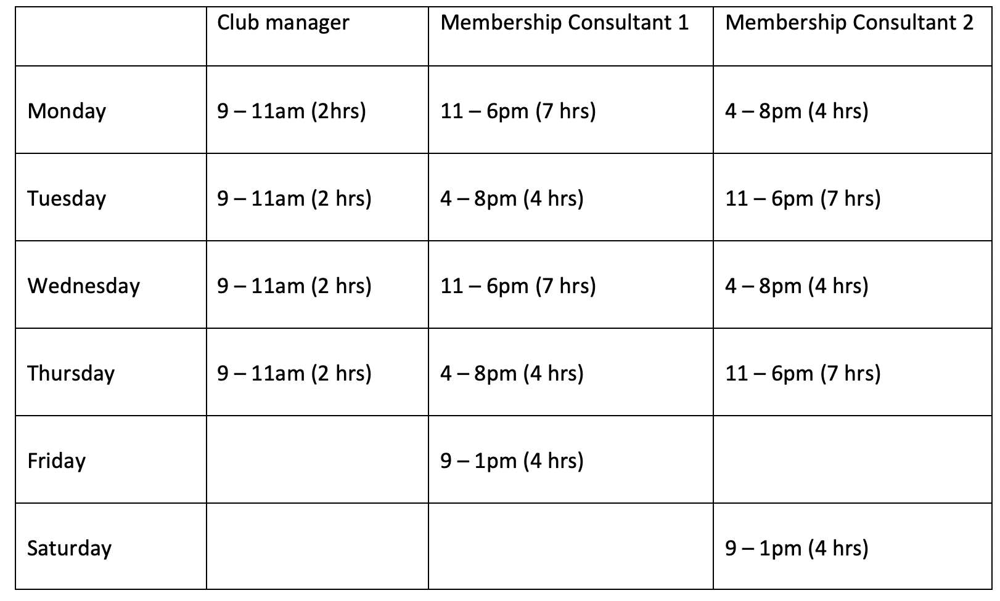 Club manager Membership Consultant 1 Membership Consultant 2
Monday 9 – 11am (2hrs) 11 – 6pm (7 hrs) 4 – 8pm (4 hrs)
Tuesday 9 – 11am (2 hrs) 4 – 8pm (4 hrs) 11 – 6pm (7 hrs)
Wednesday 9 – 11am (2 hrs) 11 – 6pm (7 hrs) 4 – 8pm (4 hrs)
Thursday 9 – 11am (2 hrs) 4 – 8pm (4 hrs) 11 – 6pm (7 hrs)
Friday 9 – 1pm (4 hrs)
Saturday 9 – 1pm (4 hrs)